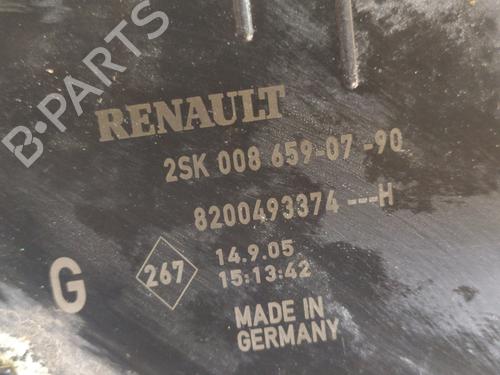 B-PARTS
RENAULT
2SK 008 659-07-90
8200493374---H
G
267
14.9.05
15:13:42
MADE IN
GERMANY